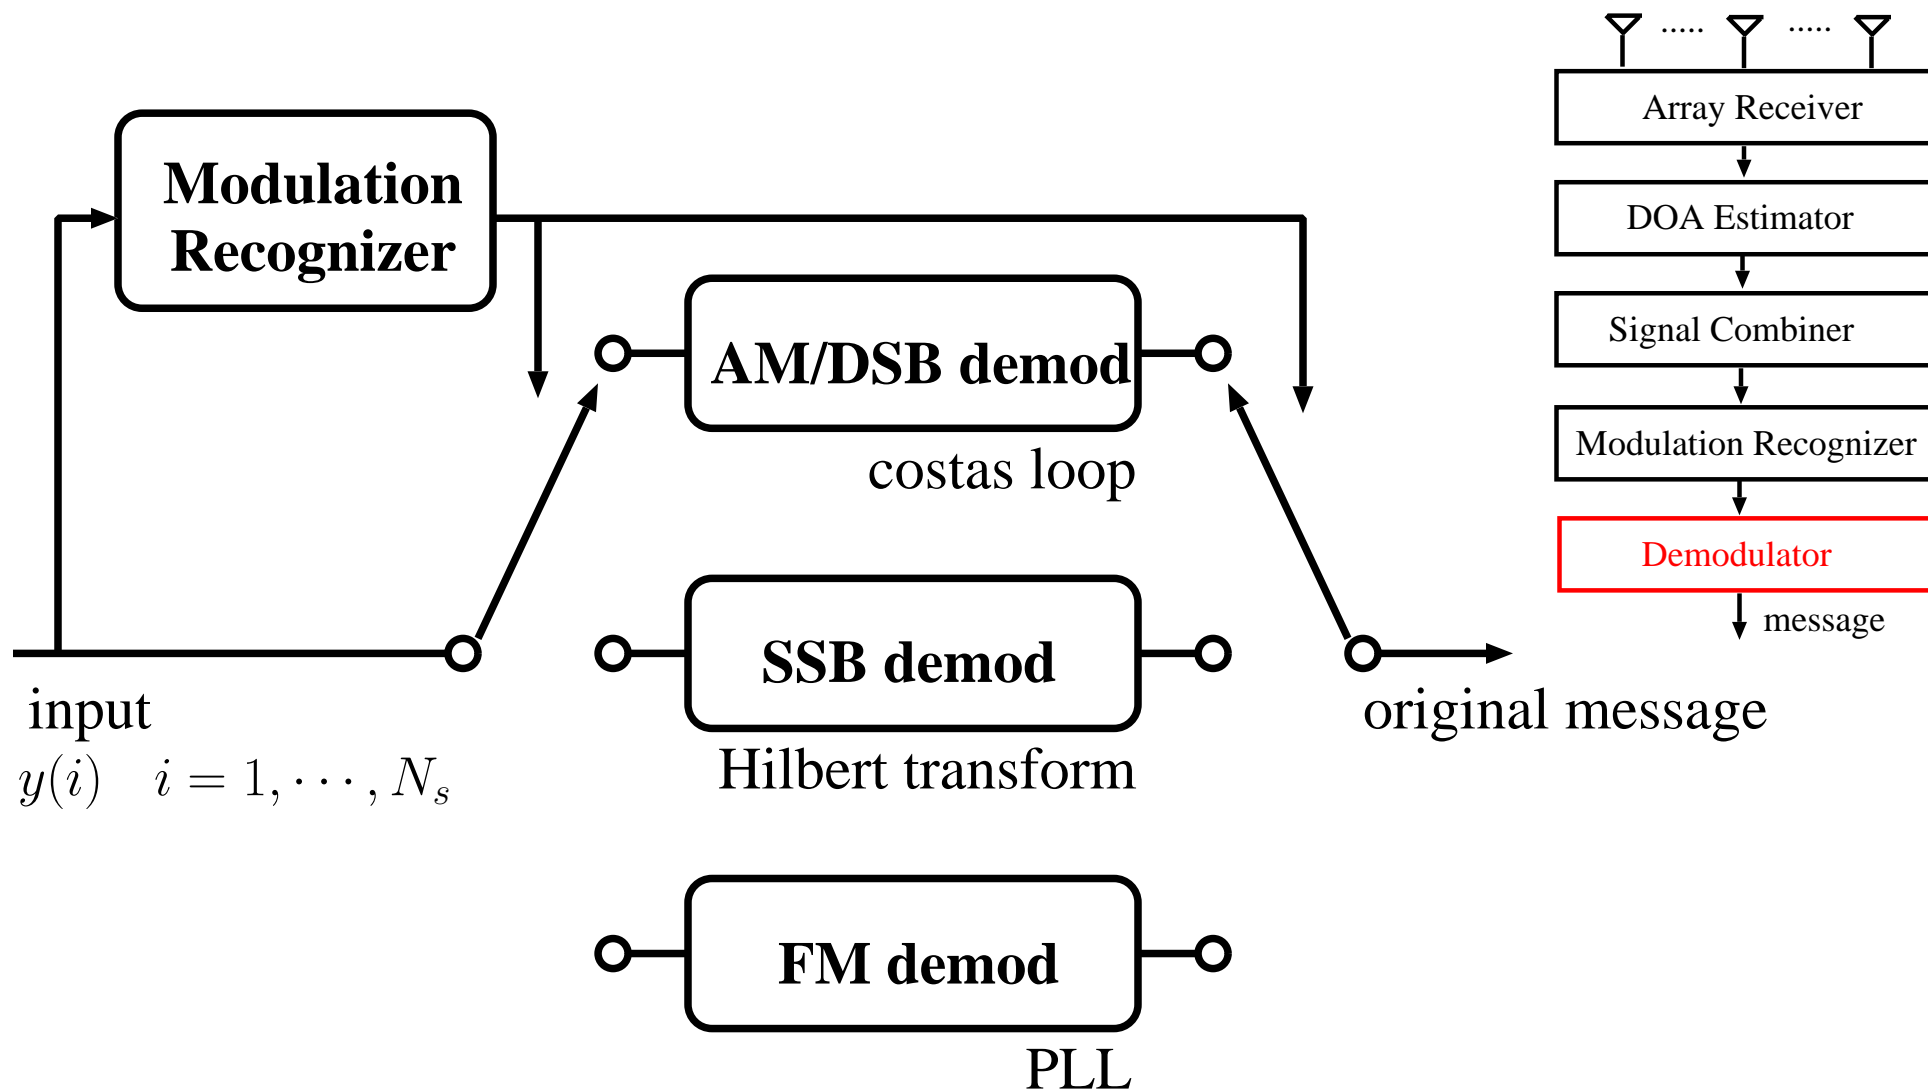 Modulation
Recognizer
AM/DSB demod
costas loop
SSB demod
Hilbert transform
FM demod
PLL
input
y(i) i = 1, · · · , N_s
original message
..... .....
Array Receiver
DOA Estimator
Signal Combiner
Modulation Recognizer
Demodulator
message